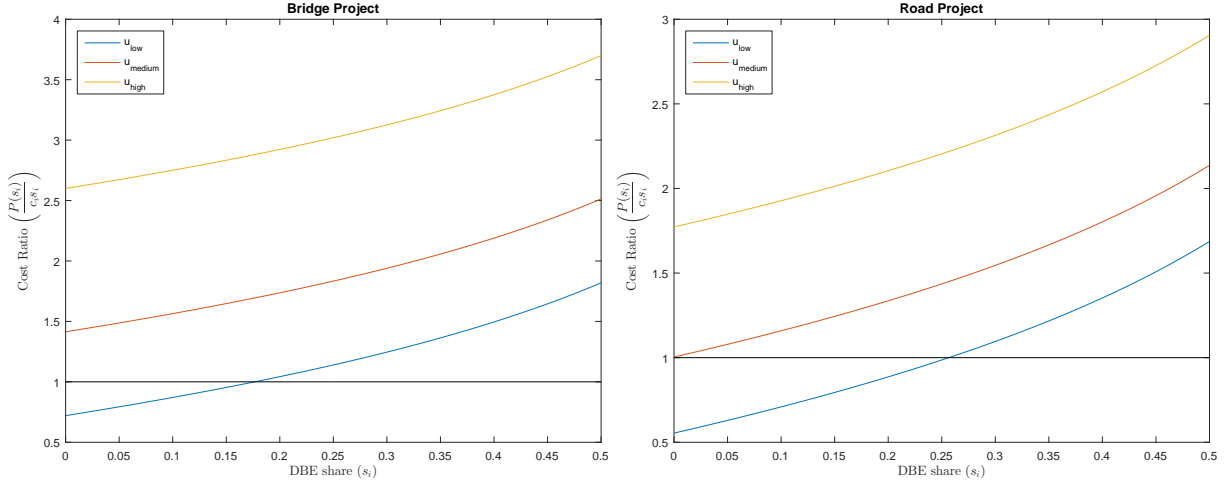 Bridge Project
4
3.5
3
2.5
2
1.5
1
0.5
Cost Ratio (P(s_i)/c_i s_i)
u_low
u_medium
u_high
0 0.05 0.1 0.15 0.2 0.25 0.3 0.35 0.4 0.45 0.5
DBE share (s_i)
Road Project
3
2.5
2
1.5
1
0.5
Cost Ratio (P(s_i)/c_i s_i)
u_low
u_medium
u_high
0 0.05 0.1 0.15 0.2 0.25 0.3 0.35 0.4 0.45 0.5
DBE share (s_i)